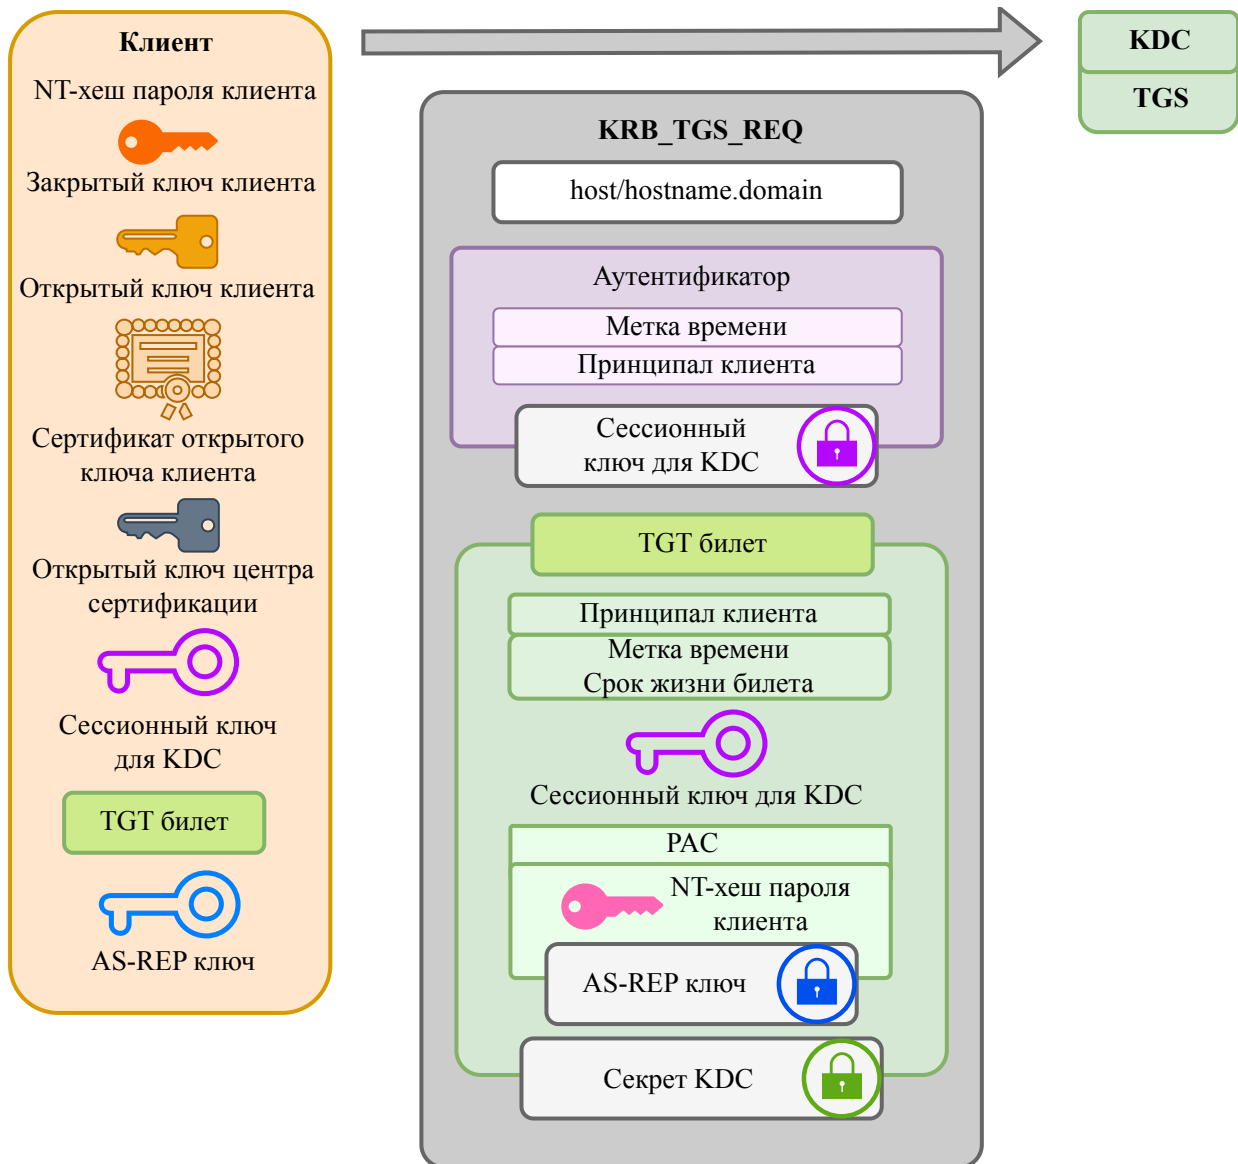 Клиент
NT-хеш пароля клиента
Закрытый ключ клиента
Открытый ключ клиента
Сертификат открытого
ключа клиента
Открытый ключ центра
сертификации
Сессионный ключ
для KDC
TGT билет
AS-REP ключ
KRB_TGS_REQ
host/hostname.domain
Аутентификатор
Метка времени
Принципал клиента
Сессионный
ключ для KDC
TGT билет
Принципал клиента
Метка времени
Срок жизни билета
Сессионный ключ для KDC
PAC
NT-хеш пароля
клиента
AS-REP ключ
Секрет KDC
KDC
TGS